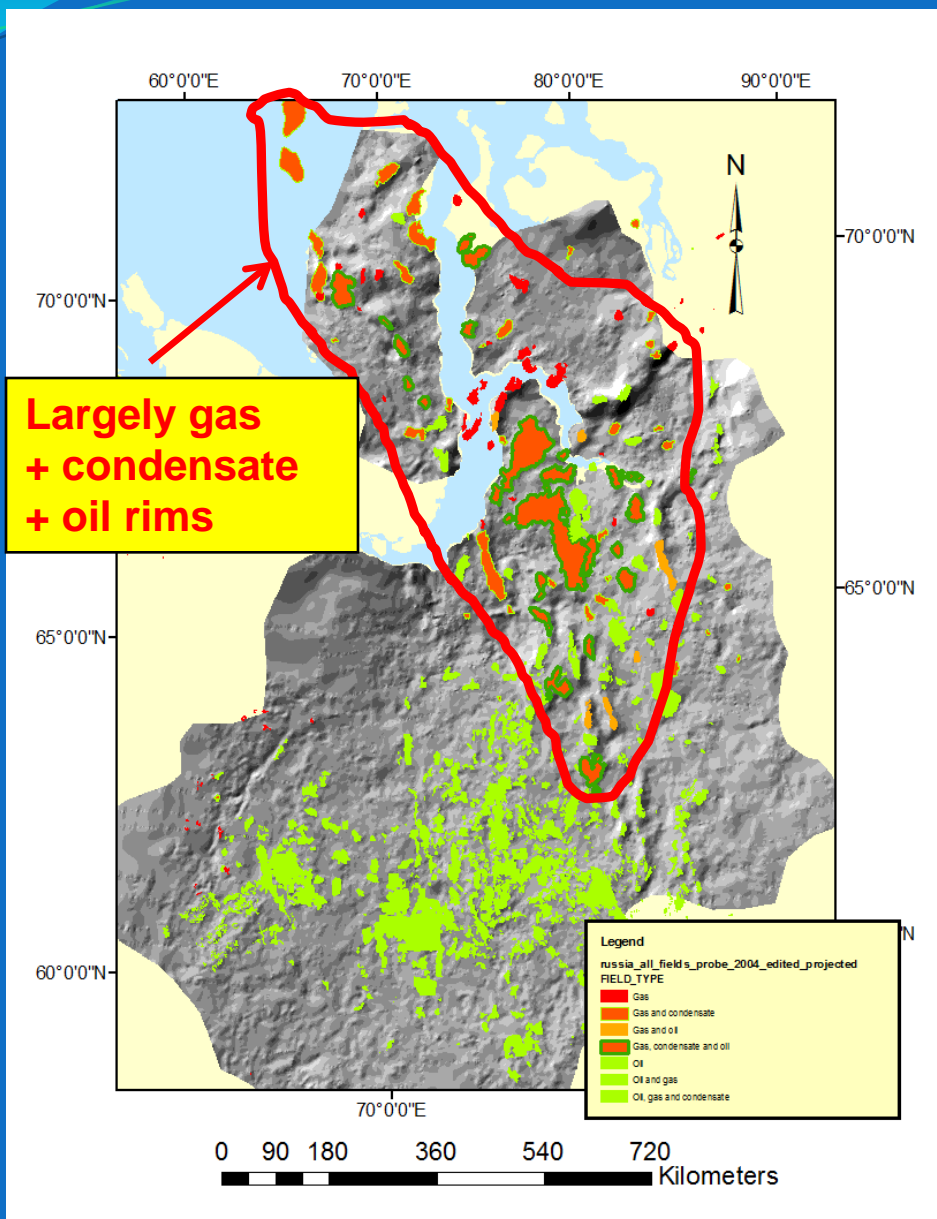 60°0'0"E
70°0'0"E
80°0'0"E
90°0'0"E
N
70°0'0"N
70°0'0"N
Largely gas
+ condensate
+ oil rims
65°0'0"N
65°0'0"N
60°0'0"N
N
Legend
russia_all_fields_probe_2004_edited_projected
FIELD_TYPE
Gas
Gas and condensate
Gas and oil
Gas, condensate and oil
Oil
Oil and gas
Oil, gas and condensate
70°0'0"E
0 90 180 360 540 720
Kilometers